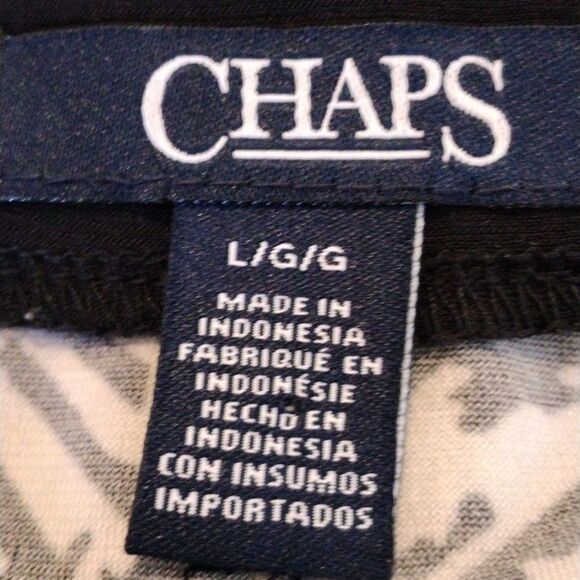 CHAPS
L/G/G
MADE IN
INDONESIA
FABRIQUÉ EN
INDONÉSIE
HECHO EN
INDONESIA
CON INSUMOS
IMPORTADOS